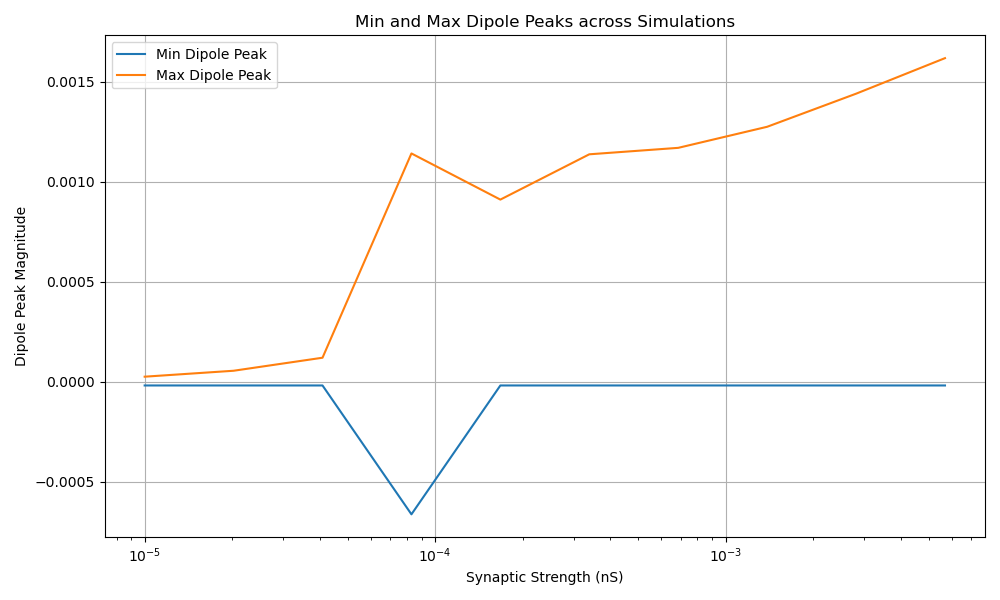 Min and Max Dipole Peaks across Simulations
Min Dipole Peak
Max Dipole Peak
Dipole Peak Magnitude
0.0015
0.0010
0.0005
0.0000
−0.0005
10⁻⁵
10⁻⁴
10⁻³
Synaptic Strength (nS)